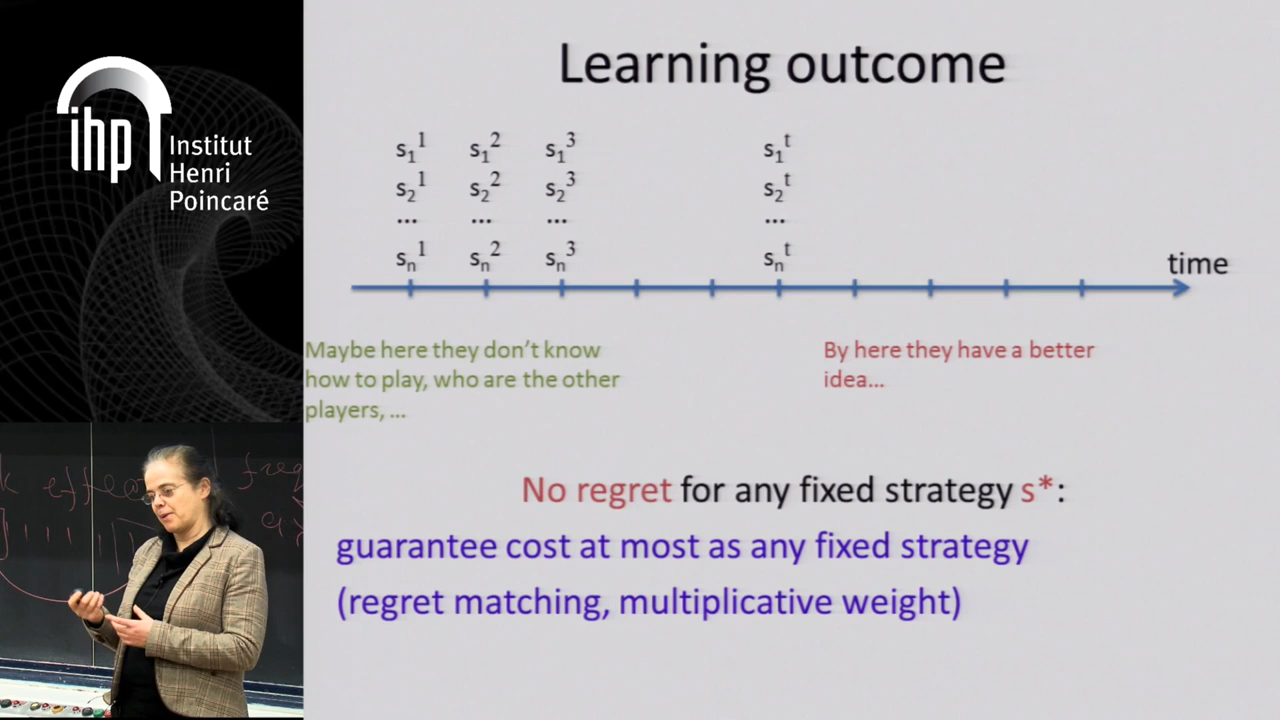 ihp
Institut
Henri
Poincaré
Learning outcome
s₁¹ s₁² s₁³ s₁ᵗ
s₂¹ s₂² s₂³ s₂ᵗ
... ... ... ...
sₙ¹ sₙ² sₙ³ sₙᵗ
time
Maybe here they don't know
how to play, who are the other
players, ...
By here they have a better
idea...
No regret for any fixed strategy s*:
guarantee cost at most as any fixed strategy
(regret matching, multiplicative weight)